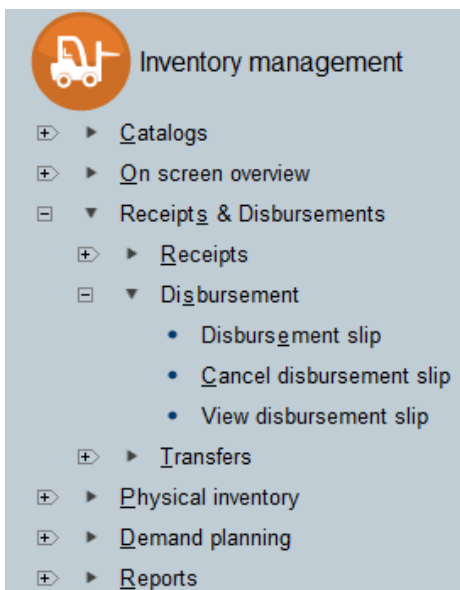 Inventory management
Catalogs
On screen overview
Receipts & Disbursements
Receipts
Disbursement
Disbursement slip
Cancel disbursement slip
View disbursement slip
Transfers
Physical inventory
Demand planning
Reports